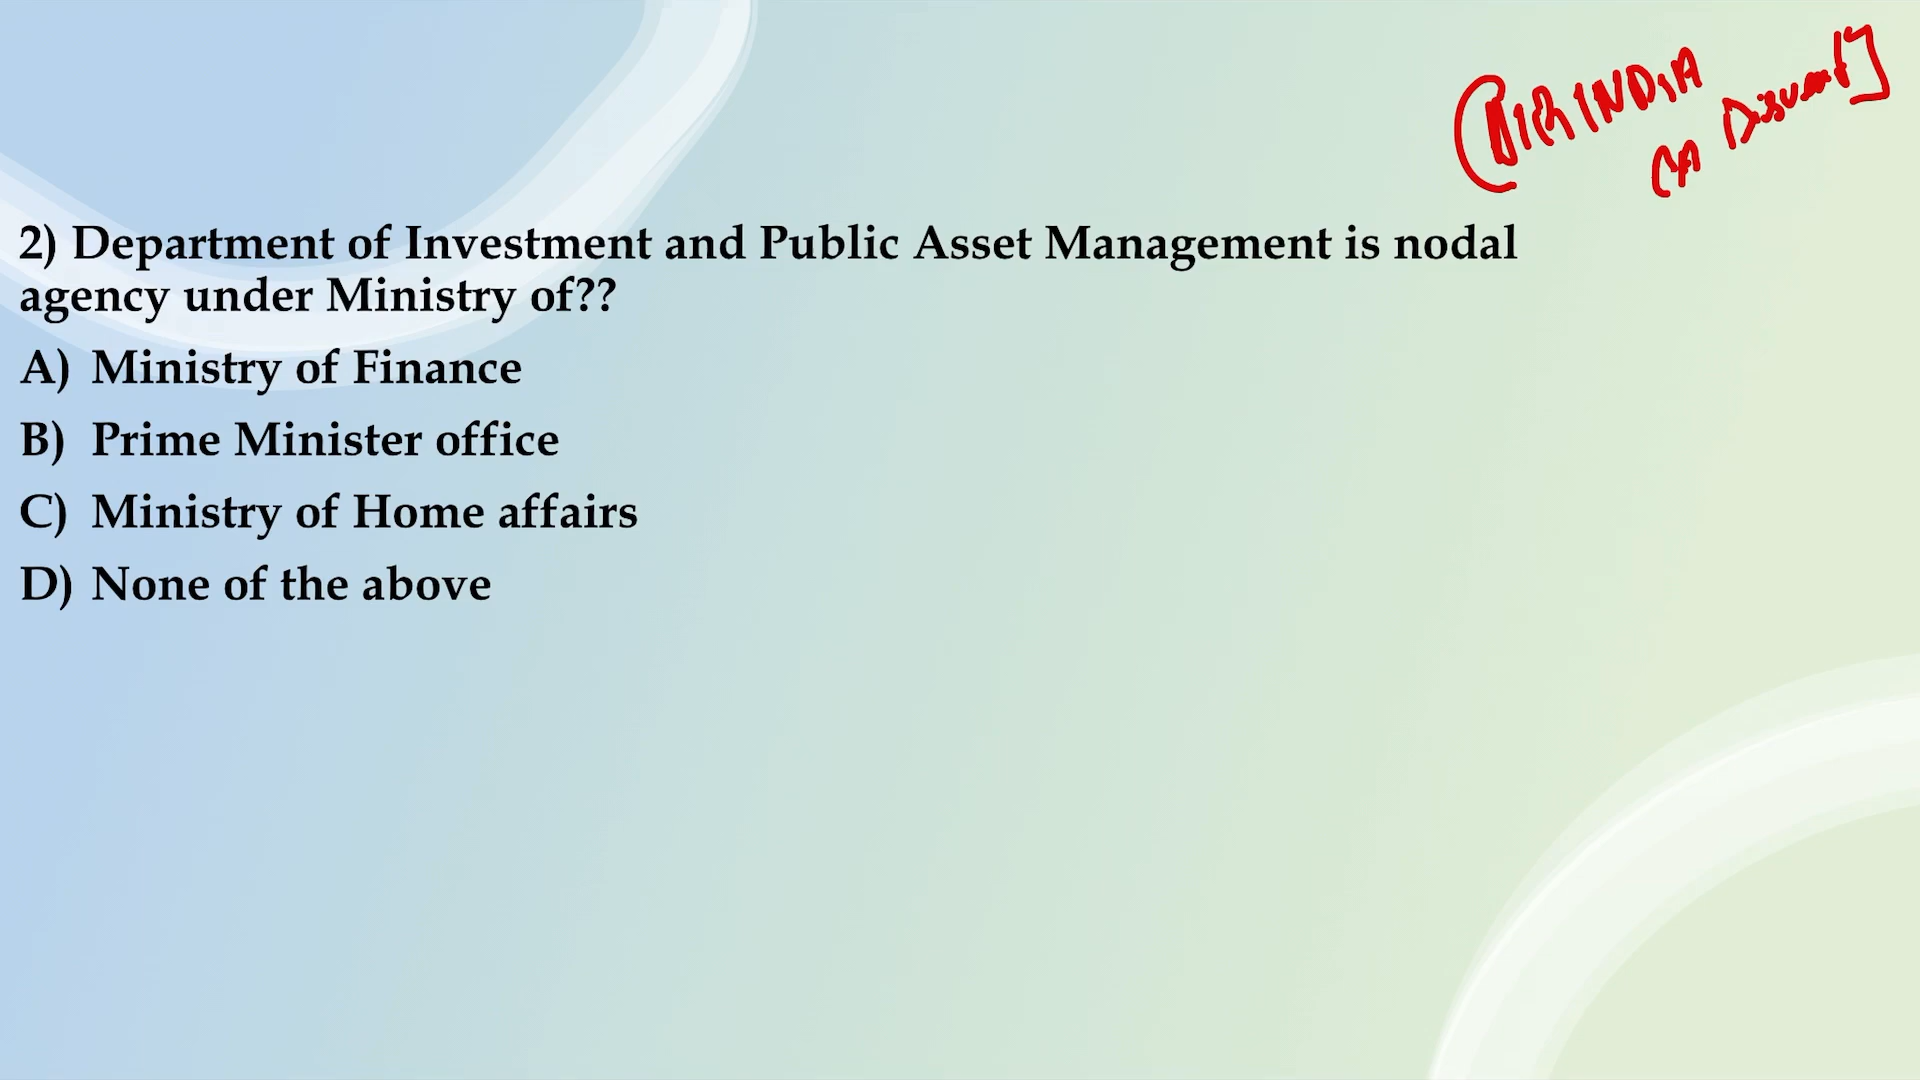 INDIA
2) Department of Investment and Public Asset Management is nodal
agency under Ministry of??
A) Ministry of Finance
B) Prime Minister office
C) Ministry of Home affairs
D) None of the above